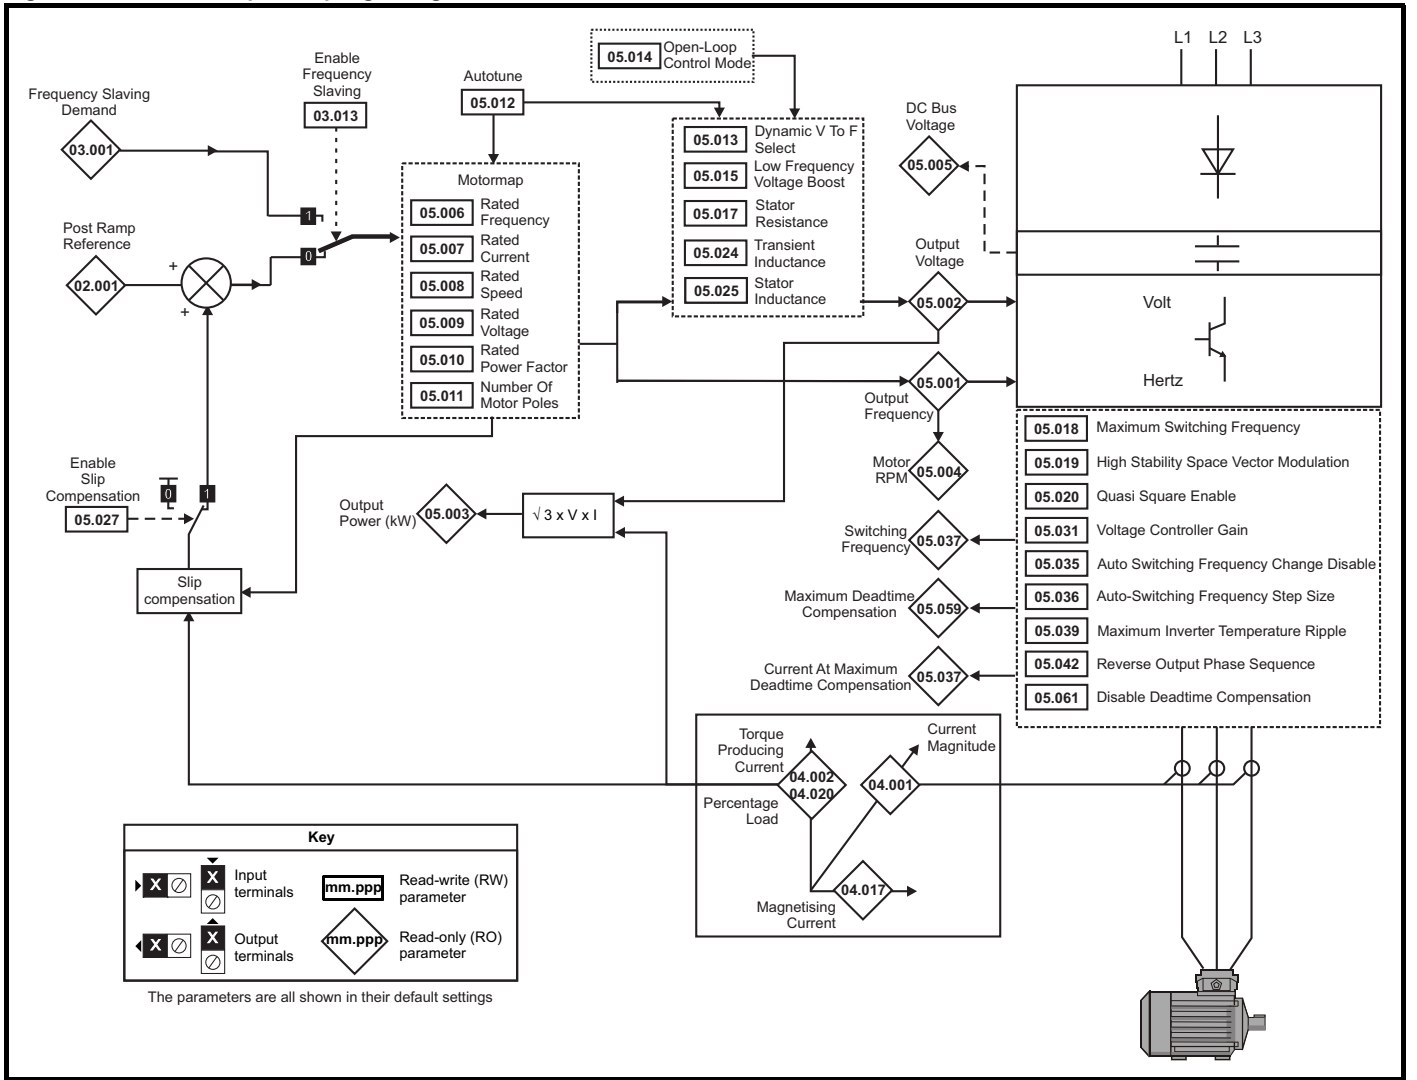 Frequency Slaving
Demand
03.001
Enable
Frequency
Slaving
03.013
Autotune
05.012
05.014
Open-Loop
Control Mode
L1 L2 L3
Post Ramp
Reference
02.001
+
+
1
0
Motormap
05.006
Rated
Frequency
05.007
Rated
Current
05.008
Rated
Speed
05.009
Rated
Voltage
05.010
Rated
Power Factor
05.011
Number Of
Motor Poles
05.013
Dynamic V To F
Select
05.015
Low Frequency
Voltage Boost
05.017
Stator
Resistance
05.024
Transient
Inductance
05.025
Stator
Inductance
DC Bus
Voltage
05.005
Output
Voltage
05.002
05.001
Output
Frequency
Motor
RPM
05.004
Volt
Hertz
Enable
Slip
Compensation
05.027
0
1
Slip
compensation
Output
Power (kW)
05.003
√ 3 x V x I
Switching
Frequency
05.037
Maximum Deadtime
Compensation
05.059
Current At Maximum
Deadtime Compensation
05.037
05.018 Maximum Switching Frequency
05.019 High Stability Space Vector Modulation
05.020 Quasi Square Enable
05.031 Voltage Controller Gain
05.035 Auto Switching Frequency Change Disable
05.036 Auto-Switching Frequency Step Size
05.039 Maximum Inverter Temperature Ripple
05.042 Reverse Output Phase Sequence
05.061 Disable Deadtime Compensation
Torque
Producing
Current
04.002
04.020
Percentage
Load
Current
Magnitude
04.001
04.017
Magnetising
Current
Key
X
X
Input
terminals
mm.ppp
Read-write (RW)
parameter
X
X
Output
terminals
mm.ppp
Read-only (RO)
parameter
The parameters are all shown in their default settings